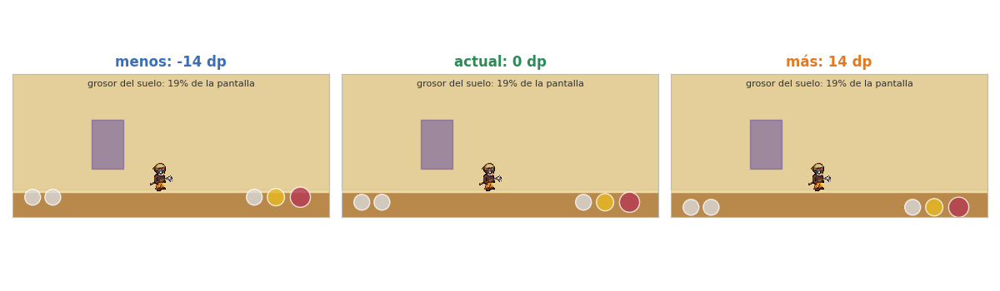 menos: -14 dp
grosor del suelo: 19% de la pantalla
actual: 0 dp
grosor del suelo: 19% de la pantalla
más: 14 dp
grosor del suelo: 19% de la pantalla